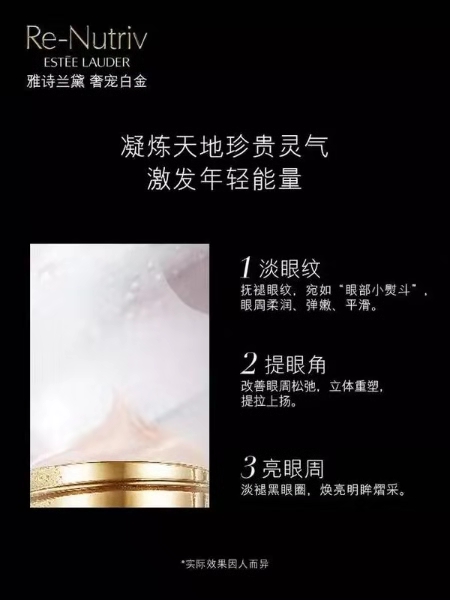 Re-Nutriv
ESTĒE LAUDER
雅诗兰黛 奢宠白金
凝炼天地珍贵灵气
激发年轻能量
1 淡眼纹
抚褪眼纹，宛如“眼部小熨斗”，
眼周柔润、弹嫩、平滑。
2 提眼角
改善眼周松弛，立体重塑，
提拉上扬。
3 亮眼周
淡褪黑眼圈，焕亮明眸熠采。
*实际效果因人而异